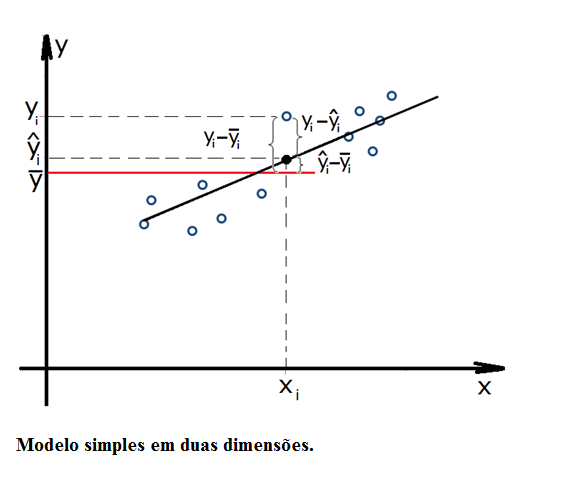 y
yᵢ
yᵢ–ŷᵢ
yᵢ–ȳᵢ
ŷᵢ
ŷᵢ–ȳᵢ
ȳ
xᵢ
x
Modelo simples em duas dimensões.